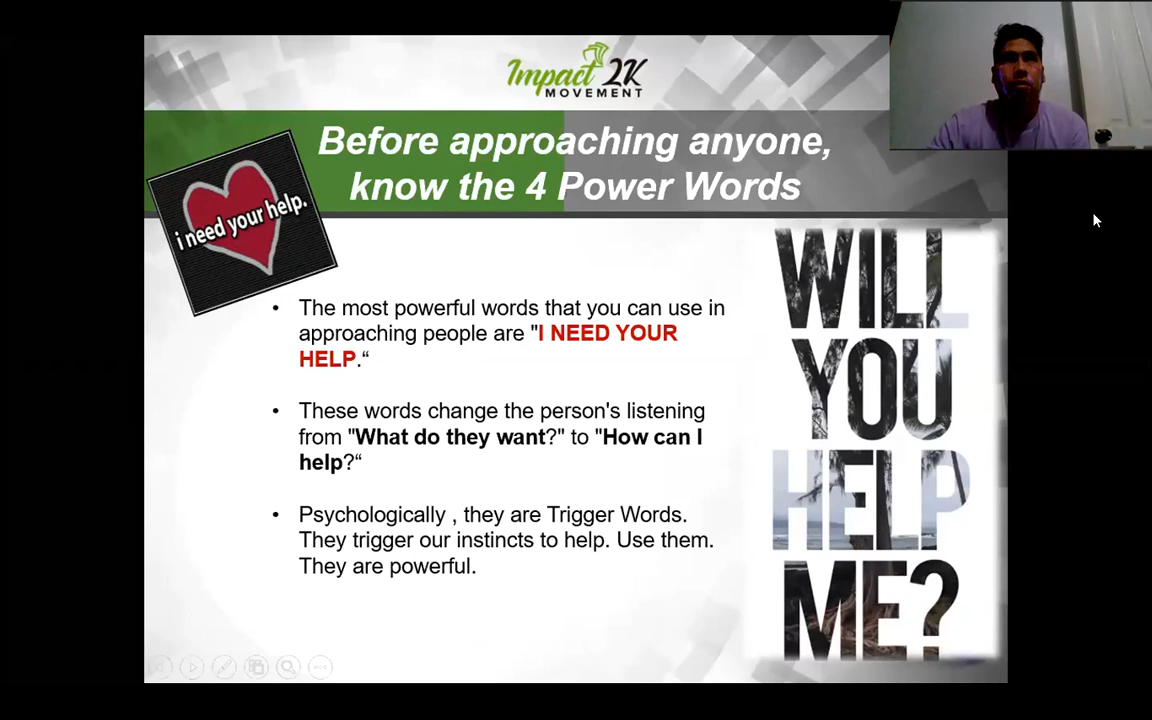 Impact 2K
MOVEMENT
Before approaching anyone,
know the 4 Power Words
i need your help.
• The most powerful words that you can use in
approaching people are "I NEED YOUR
HELP.“
• These words change the person's listening
from "What do they want?" to "How can I
help?“
• Psychologically , they are Trigger Words.
They trigger our instincts to help. Use them.
They are powerful.
WILL
YOU
HELP
ME?